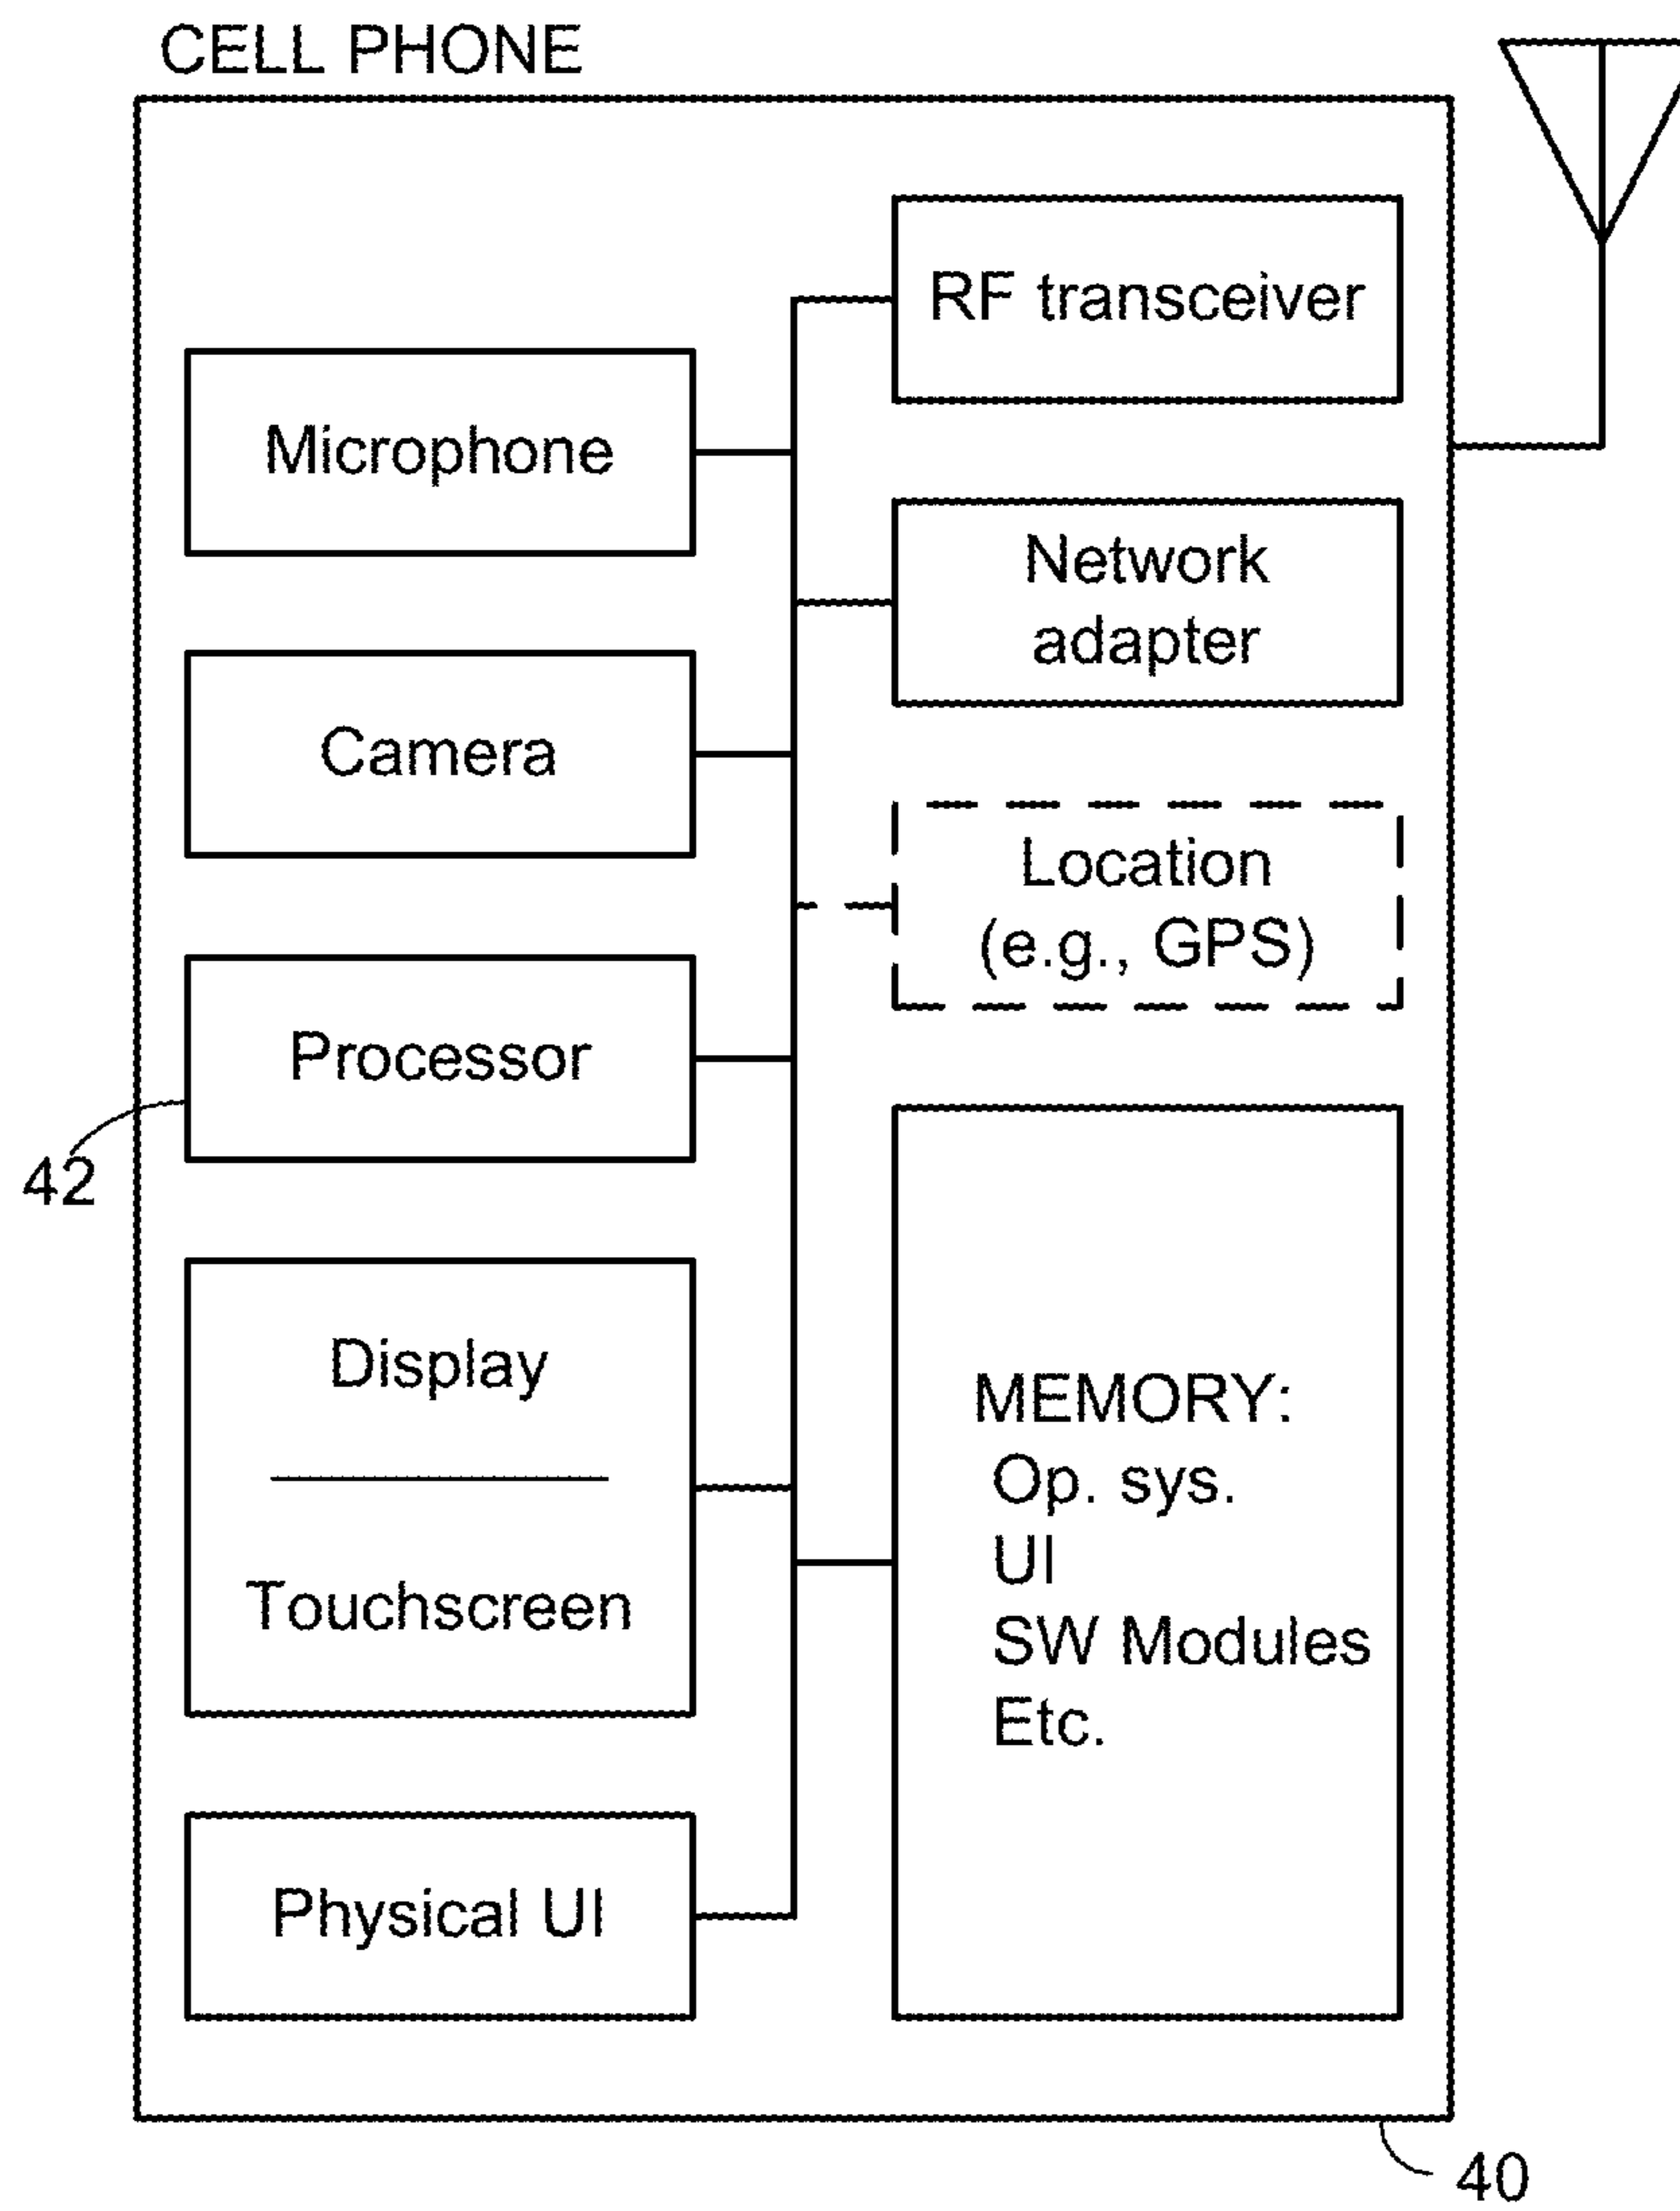 CELL PHONE
RF transceiver
Microphone
Network
adapter
Camera
Location
(e.g., GPS)
Processor
42
Display
Touchscreen
MEMORY:
Op. sys.
UI
SW Modules
Etc.
Physical UI
40